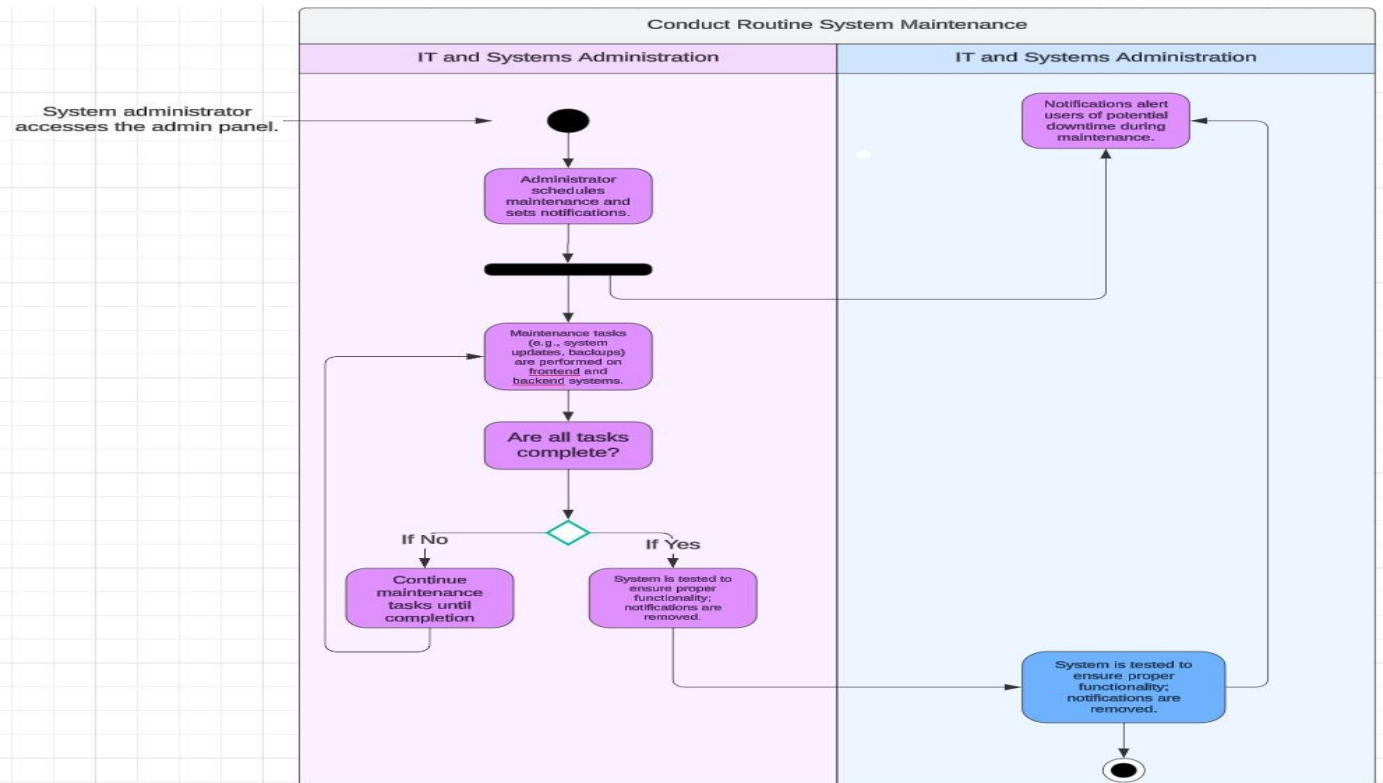 Conduct Routine System Maintenance
IT and Systems Administration
IT and Systems Administration
System administrator
accesses the admin panel.
Notifications alert
users of potential
downtime during
maintenance.
Administrator
schedules
maintenance and
sets notifications.
Maintenance tasks
(e.g., system
updates, backups)
are performed on
frontend and
backend systems.
Are all tasks
complete?
If No
If Yes
Continue
maintenance
tasks until
completion
System is tested to
ensure proper
functionality;
notifications are
removed.
System is tested to
ensure proper
functionality;
notifications are
removed.